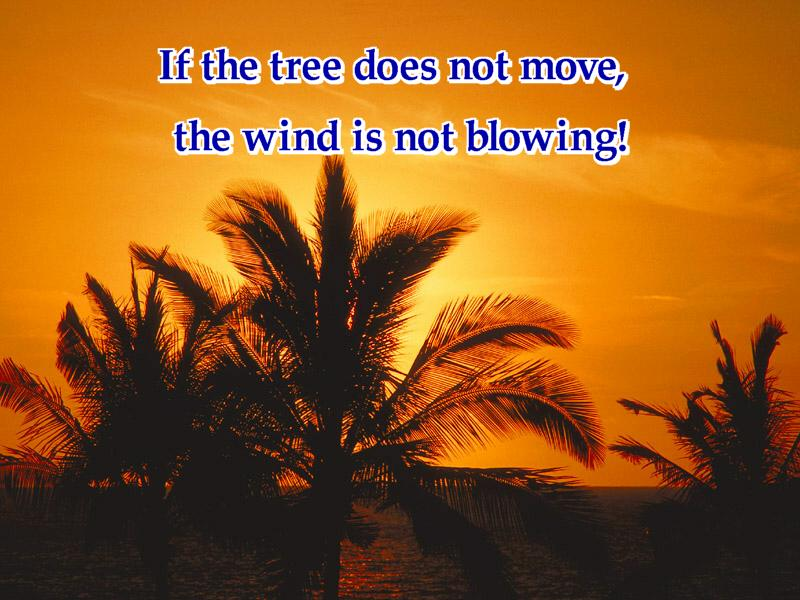 If the tree does not move,
the wind is not blowing!